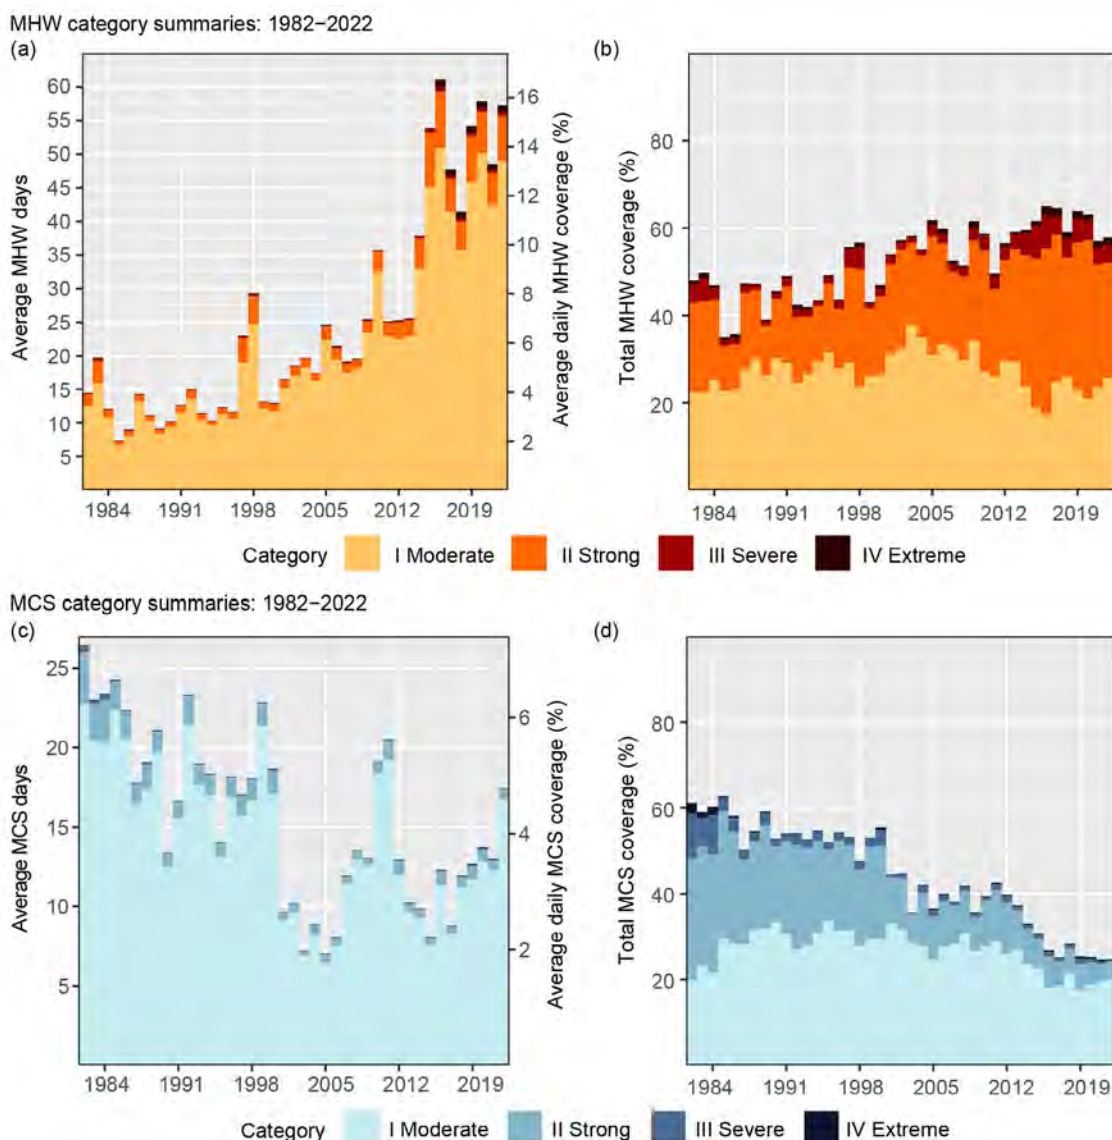 MHW category summaries: 1982−2022
(a)
Average MHW days
60
55
50
45
40
35
30
25
20
15
10
5
16
14
12
10
8
6
4
2
Average daily MHW coverage (%)
1984 1991 1998 2005 2012 2019
(b)
Total MHW coverage (%)
80
60
40
20
1984 1991 1998 2005 2012 2019
Category I Moderate II Strong III Severe IV Extreme
MCS category summaries: 1982−2022
(c)
Average MCS days
25
20
15
10
5
6
4
2
Average daily MCS coverage (%)
1984 1991 1998 2005 2012 2019
(d)
Total MCS coverage (%)
80
60
40
20
1984 1991 1998 2005 2012 2019
Category I Moderate II Strong III Severe IV Extreme